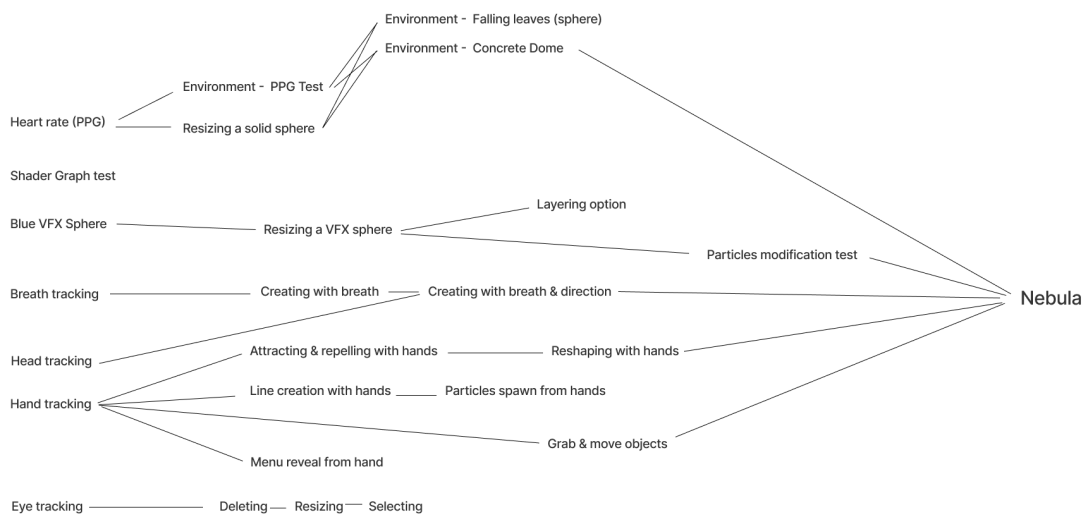 Environment - Falling leaves (sphere)
Environment - Concrete Dome
Environment - PPG Test
Heart rate (PPG)
Resizing a solid sphere
Shader Graph test
Layering option
Blue VFX Sphere
Resizing a VFX sphere
Particles modification test
Breath tracking
Creating with breath
Creating with breath & direction
Nebula
Head tracking
Attracting & repelling with hands
Reshaping with hands
Hand tracking
Line creation with hands
Particles spawn from hands
Grab & move objects
Menu reveal from hand
Eye tracking
Deleting
Resizing
Selecting